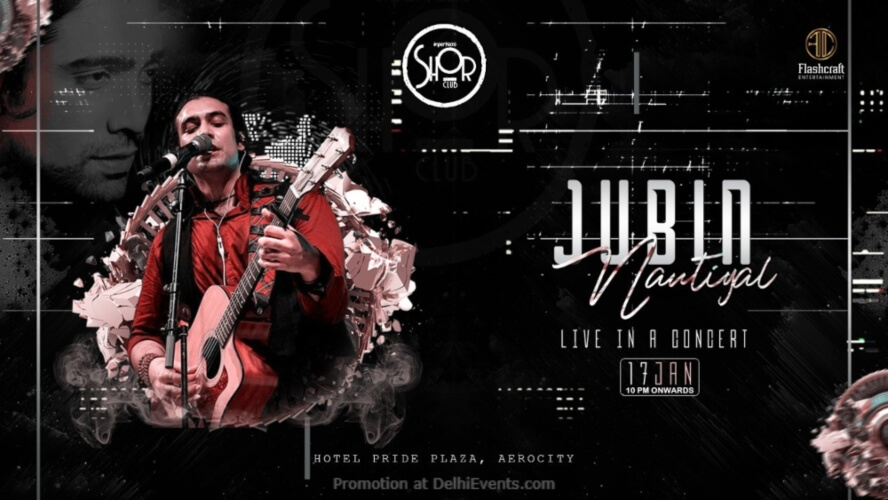 imperfecto
SHOR
CLUB
Flashcraft
ENTERTAINMENT
JUBIN
Nautiyal
LIVE IN A CONCERT
17 JAN
10 PM ONWARDS
HOTEL PRIDE PLAZA, AEROCITY
Promotion at DelhiEvents.com